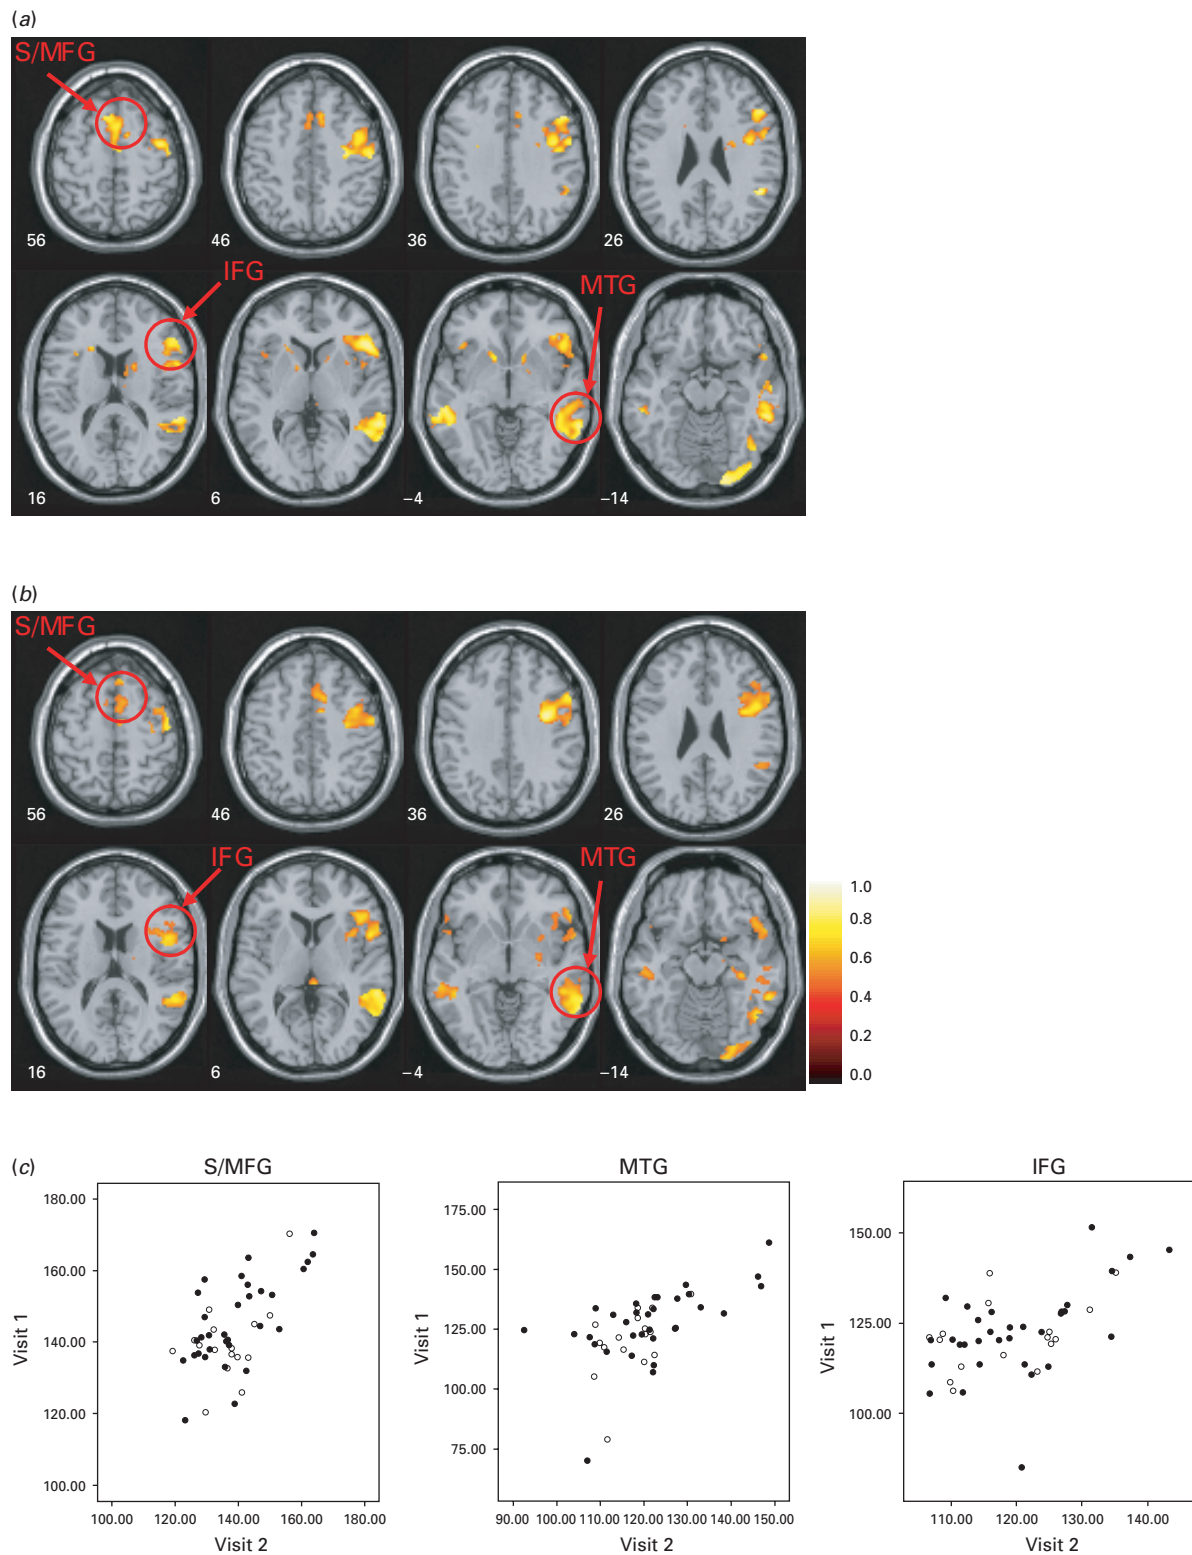 (a)
S/MFG
56
46
36
26
IFG
MTG
16
6
−4
−14
(b)
S/MFG
56
46
36
26
IFG
MTG
1.0
0.8
0.6
0.4
0.2
0.0
16
6
−4
−14
(c)
S/MFG
MTG
IFG
Visit 1
180.00
160.00
140.00
120.00
100.00
100.00 120.00 140.00 160.00 180.00
Visit 2
Visit 1
175.00
150.00
125.00
100.00
75.00
90.00 100.00 110.00 120.00 130.00 140.00 150.00
Visit 2
Visit 1
150.00
125.00
100.00
110.00 120.00 130.00 140.00
Visit 2